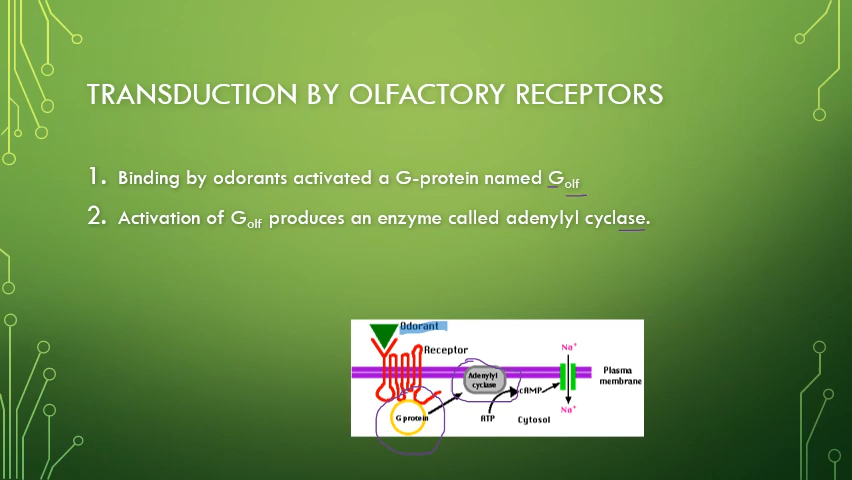 TRANSDUCTION BY OLFACTORY RECEPTORS
1. Binding by odorants activated a G-protein named Golf
2. Activation of Golf produces an enzyme called adenylyl cyclase.
Odorant
Receptor
Na+
Plasma
membrane
Adenylyl
cyclase
cAMP
Na+
G protein
ATP
Cytosol